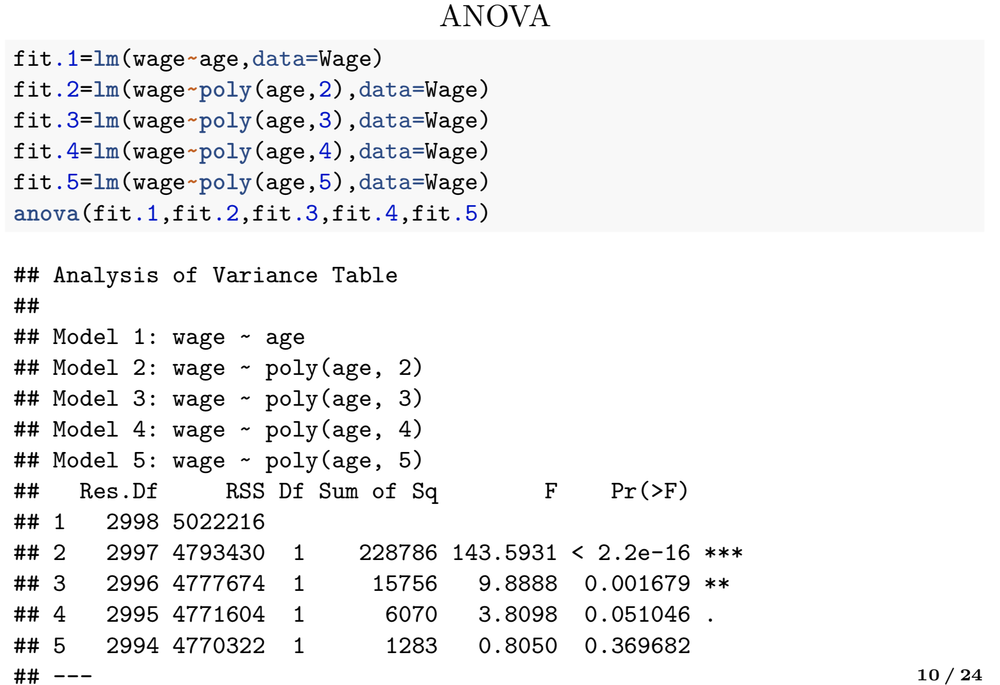 ANOVA
fit.1=lm(wage~age,data=Wage)
fit.2=lm(wage~poly(age,2),data=Wage)
fit.3=lm(wage~poly(age,3),data=Wage)
fit.4=lm(wage~poly(age,4),data=Wage)
fit.5=lm(wage~poly(age,5),data=Wage)
anova(fit.1,fit.2,fit.3,fit.4,fit.5)
## Analysis of Variance Table
##
## Model 1: wage ~ age
## Model 2: wage ~ poly(age, 2)
## Model 3: wage ~ poly(age, 3)
## Model 4: wage ~ poly(age, 4)
## Model 5: wage ~ poly(age, 5)
##   Res.Df     RSS Df Sum of Sq        F    Pr(>F)
## 1   2998 5022216
## 2   2997 4793430  1    228786 143.5931 < 2.2e-16 ***
## 3   2996 4777674  1     15756   9.8888  0.001679 **
## 4   2995 4771604  1      6070   3.8098  0.051046 .
## 5   2994 4770322  1      1283   0.8050  0.369682
## ---
10 / 24